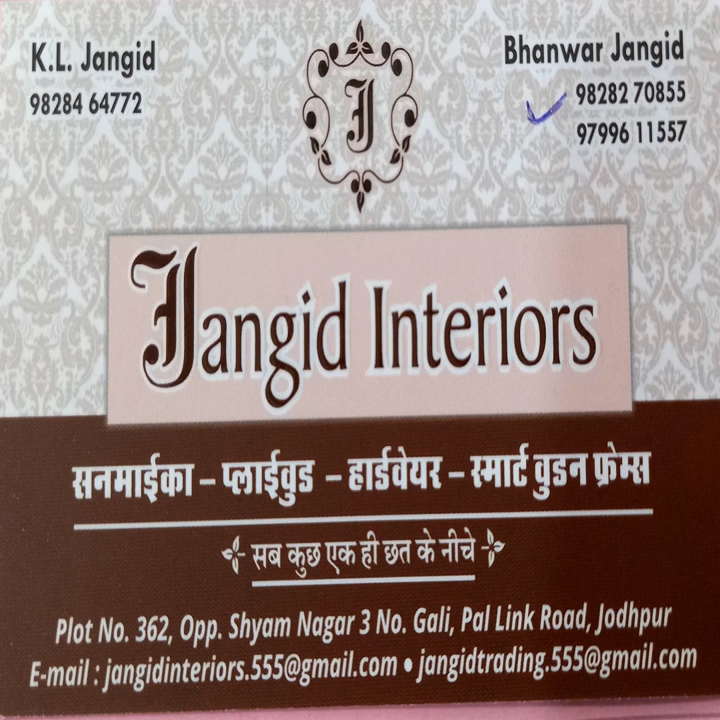 K.L. Jangid
98284 64772
Bhanwar Jangid
98282 70855
97996 11557
J
Jangid Interiors
सनमाईका – प्लाईवुड – हार्डवेयर – स्मार्ट वुडन फ्रेम्स
सब कुछ एक ही छत के नीचे
Plot No. 362, Opp. Shyam Nagar 3 No. Gali, Pal Link Road, Jodhpur
E-mail : jangidinteriors.555@gmail.com • jangidtrading.555@gmail.com